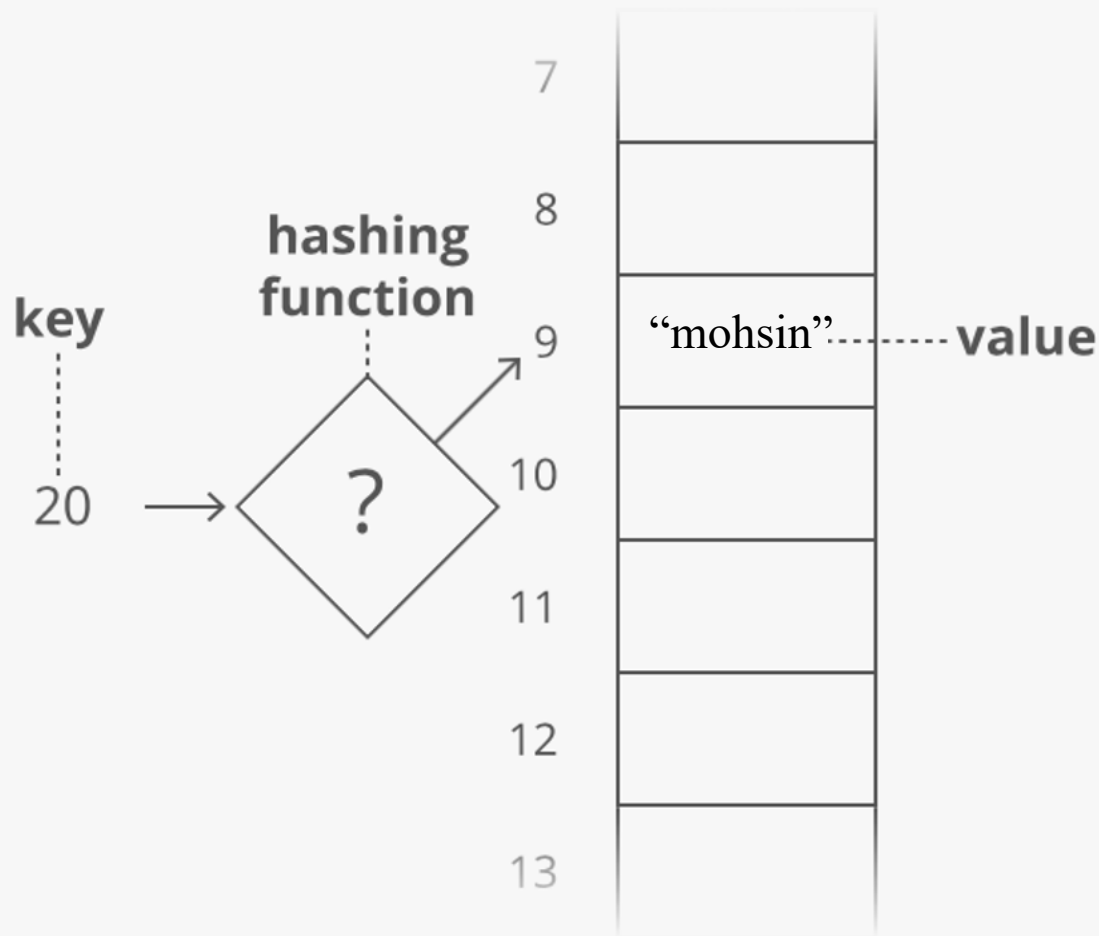 key
20
hashing
function
?
7
8
9
10
11
12
13
“mohsin”
value